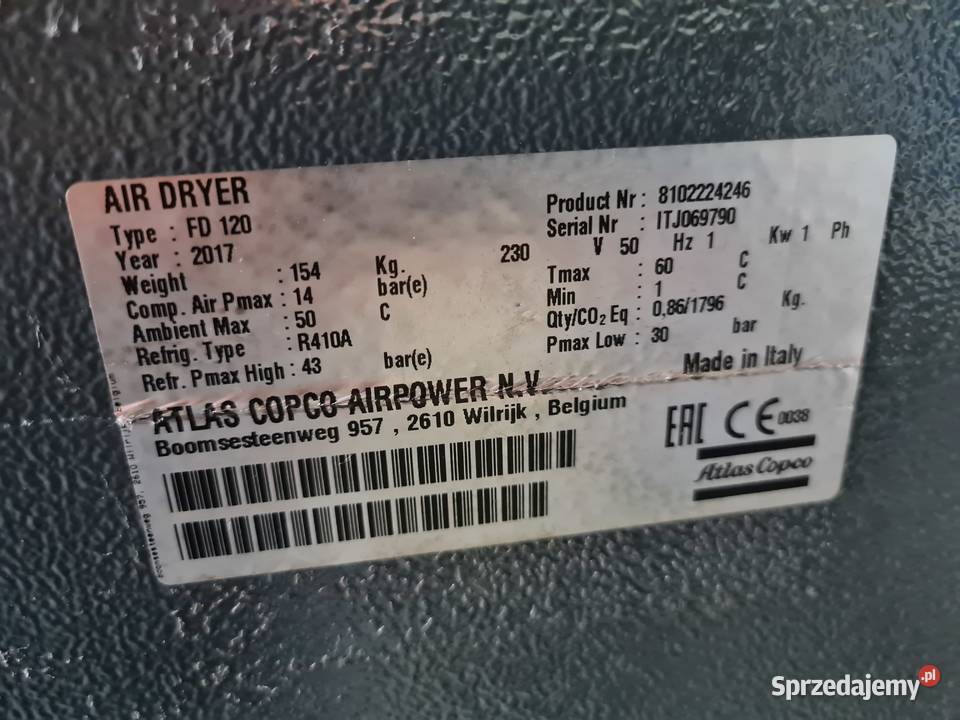 AIR DRYER
Type : FD 120
Year : 2017
Weight : 154 Kg.
Comp. Air Pmax : 14 bar(e)
Ambient Max : 50 C
Refrig. Type : R410A
Refr. Pmax High : 43 bar(e)
Product Nr : 8102224246
Serial Nr : ITJ069790
230 V 50 Hz 1 Kw 1 Ph
Tmax : 60 C
Min : 1 C
Qty/CO₂ Eq : 0,86/1796 Kg.
Pmax Low : 30 bar
Made in Italy
ATLAS COPCO AIRPOWER N.V.
Boomsesteenweg 957 , 2610 Wilrijk , Belgium
EAC CE 0038
Atlas Copco
Sprzedajemy.pl